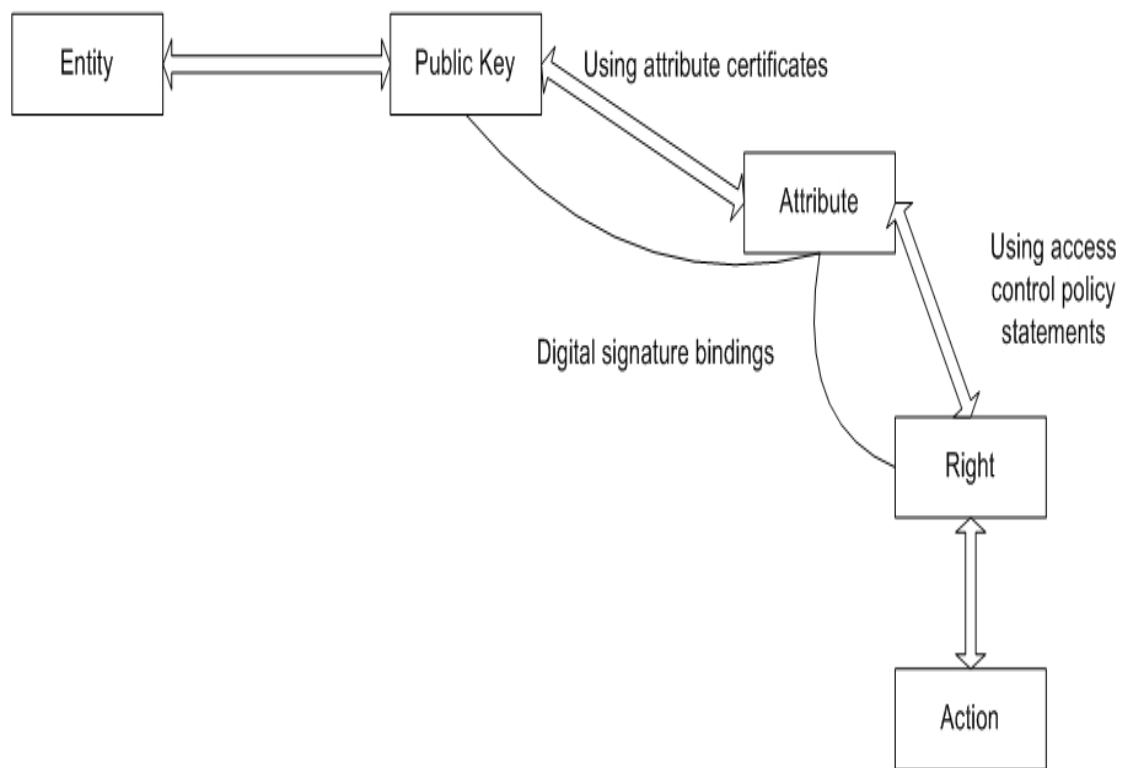 Entity
Public Key
Using attribute certificates
Attribute
Using access
control policy
statements
Digital signature bindings
Right
Action